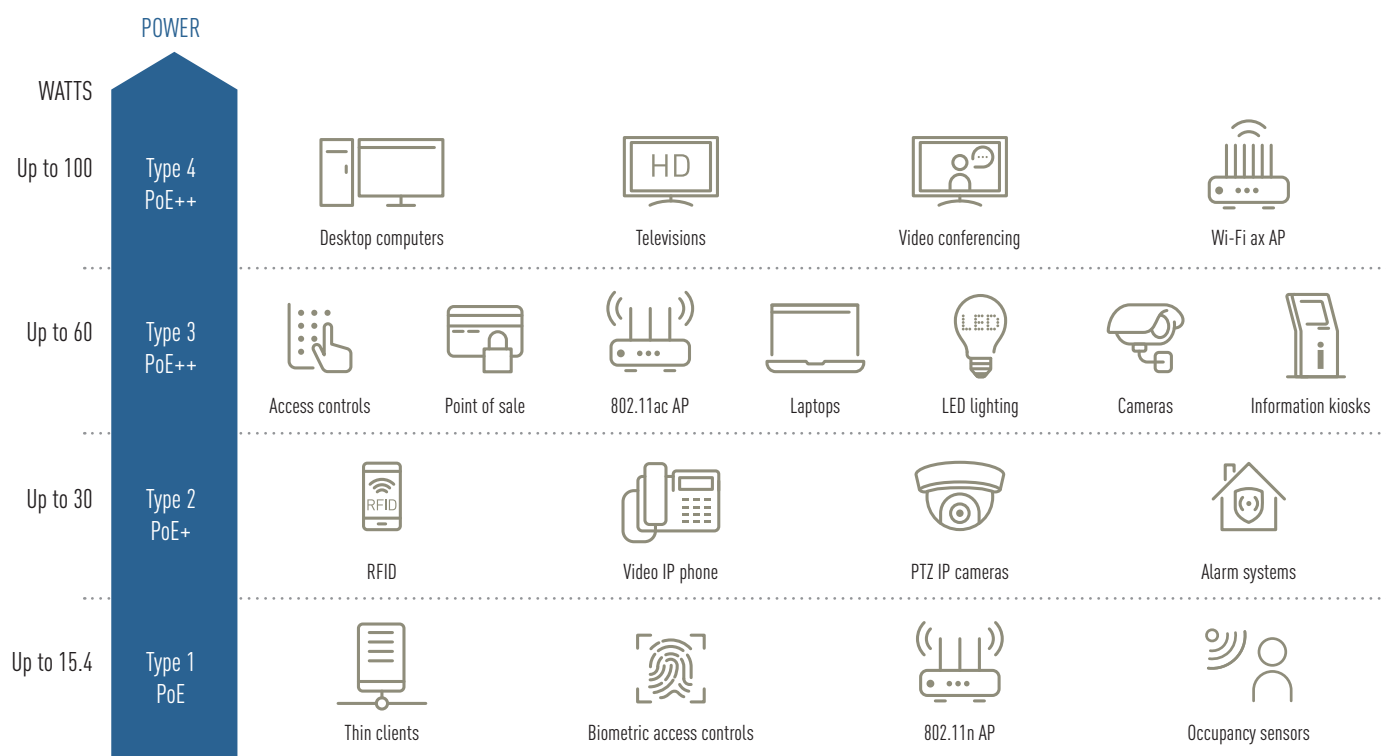 POWER
WATTS
Up to 100
Type 4
PoE++
HD
Desktop computers
Televisions
Video conferencing
Wi-Fi ax AP
Up to 60
Type 3
PoE++
LED
Access controls
Point of sale
802.11ac AP
Laptops
LED lighting
Cameras
Information kiosks
Up to 30
Type 2
PoE+
RFID
RFID
Video IP phone
PTZ IP cameras
Alarm systems
Up to 15.4
Type 1
PoE
Thin clients
Biometric access controls
802.11n AP
Occupancy sensors